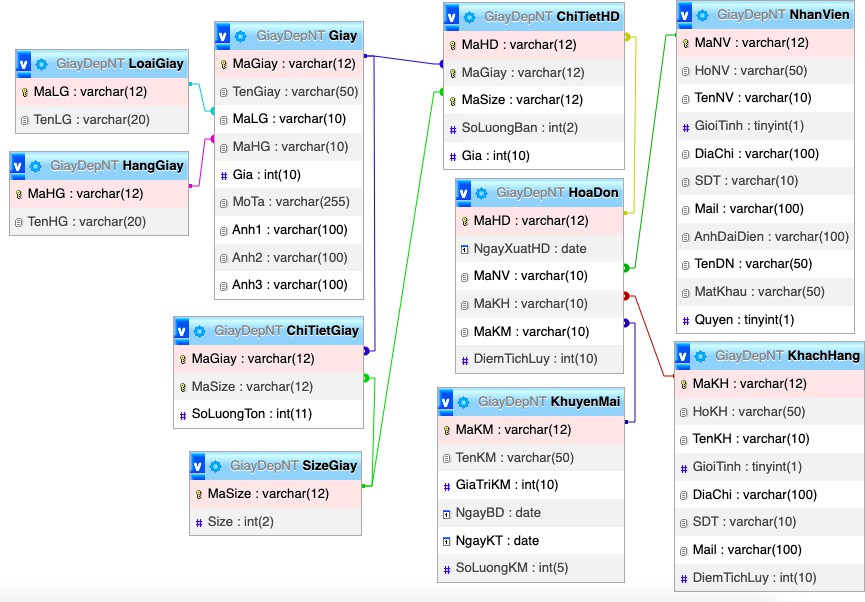 GiayDepNT LoaiGiay
MaLG : varchar(12)
TenLG : varchar(20)
GiayDepNT HangGiay
MaHG : varchar(12)
TenHG : varchar(20)
GiayDepNT Giay
MaGiay : varchar(12)
TenGiay : varchar(50)
MaLG : varchar(10)
MaHG : varchar(10)
Gia : int(10)
MoTa : varchar(255)
Anh1 : varchar(100)
Anh2 : varchar(100)
Anh3 : varchar(100)
GiayDepNT ChiTietGiay
MaGiay : varchar(12)
MaSize : varchar(12)
SoLuongTon : int(11)
GiayDepNT SizeGiay
MaSize : varchar(12)
Size : int(2)
GiayDepNT ChiTietHD
MaHD : varchar(12)
MaGiay : varchar(12)
MaSize : varchar(12)
SoLuongBan : int(2)
Gia : int(10)
GiayDepNT HoaDon
MaHD : varchar(12)
NgayXuatHD : date
MaNV : varchar(10)
MaKH : varchar(10)
MaKM : varchar(10)
DiemTichLuy : int(10)
GiayDepNT KhuyenMai
MaKM : varchar(12)
TenKM : varchar(50)
GiaTriKM : int(10)
NgayBD : date
NgayKT : date
SoLuongKM : int(5)
GiayDepNT NhanVien
MaNV : varchar(12)
HoNV : varchar(50)
TenNV : varchar(10)
GioiTinh : tinyint(1)
DiaChi : varchar(100)
SDT : varchar(10)
Mail : varchar(100)
AnhDaiDien : varchar(100)
TenDN : varchar(50)
MatKhau : varchar(50)
Quyen : tinyint(1)
GiayDepNT KhachHang
MaKH : varchar(12)
HoKH : varchar(50)
TenKH : varchar(10)
GioiTinh : tinyint(1)
DiaChi : varchar(100)
SDT : varchar(10)
Mail : varchar(100)
DiemTichLuy : int(10)